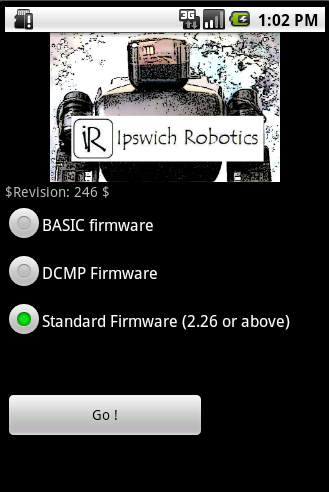 3G
1:02 PM
iR Ipswich Robotics
$Revision: 246 $
BASIC firmware
DCMP Firmware
Standard Firmware (2.26 or above)
Go !